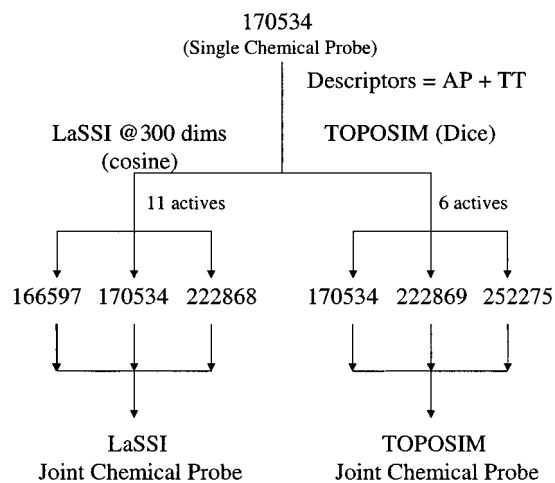 170534
(Single Chemical Probe)
Descriptors = AP + TT
LaSSI @300 dims
(cosine)
TOPOSIM (Dice)
11 actives
6 actives
166597 170534 222868
170534 222869 252275
LaSSI
Joint Chemical Probe
TOPOSIM
Joint Chemical Probe